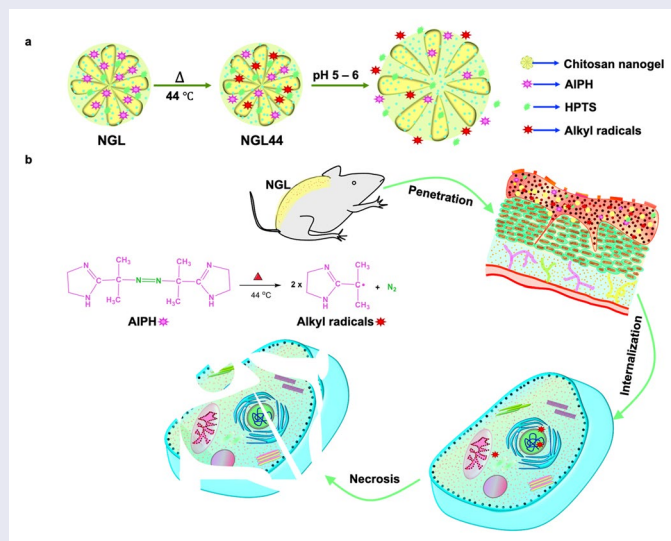 a
Δ
44 ℃
pH 5 – 6
NGL
NGL44
Chitosan nanogel
AIPH
HPTS
Alkyl radicals
b
NGL
Penetration
N
N
H
CH₃
C
CH₃
N=N
CH₃
C
CH₃
N
N
H
44 °C
2 x
N
N
H
CH₃
C•
CH₃
+ N₂
AIPH
Alkyl radicals
Internalization
Necrosis